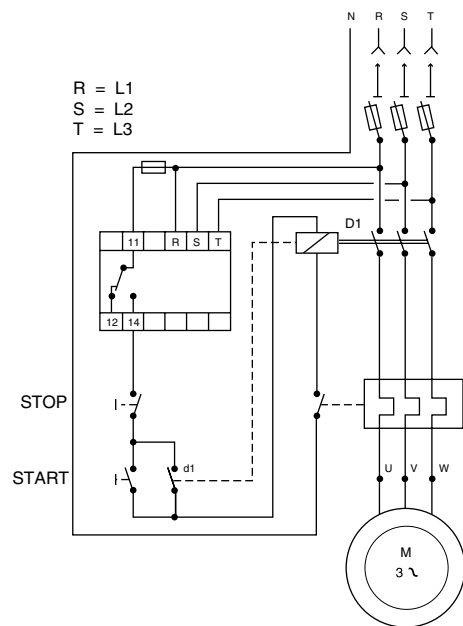 N R S T
R = L1
S = L2
T = L3
D1
11 R S T
12 14
STOP
START
d1
U V W
M
3 ~